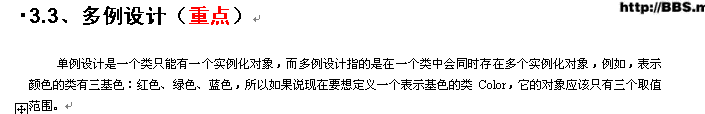 ·3.3、多例设计（重点）
http://BBS.m
单例设计是一个类只能有一个实例化对象，而多例设计指的是在一个类中会同时存在多个实例化对象，例如，表示
颜色的类有三基色：红色、绿色、蓝色，所以如果说现在要想定义一个表示基色的类 Color，它的对象应该只有三个取值
范围。